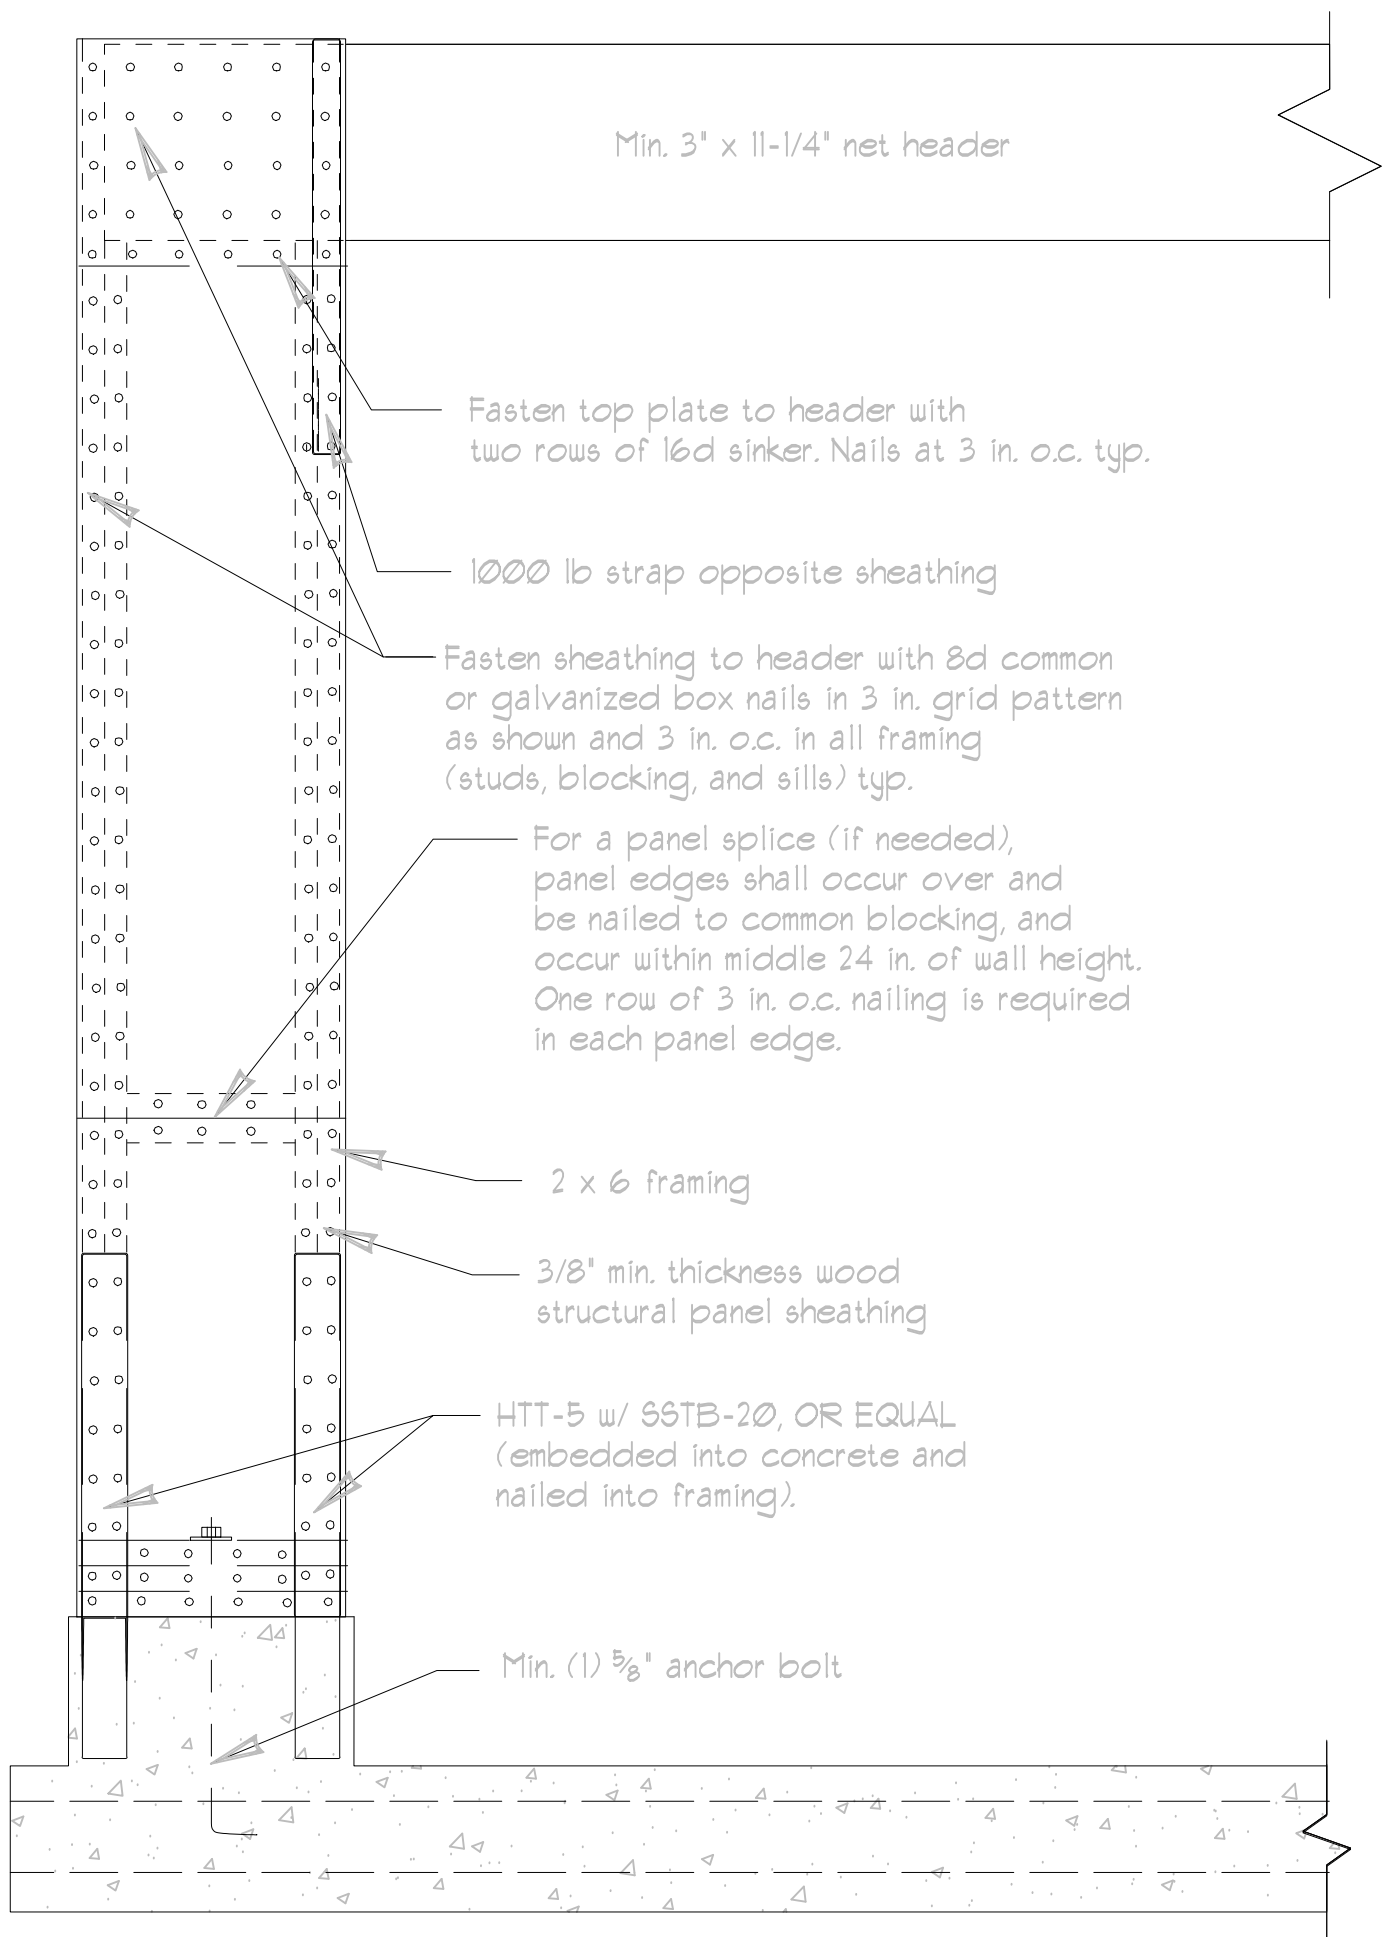 Min. 3" x 11-1/4" net header
Fasten top plate to header with
two rows of 16d sinker. Nails at 3 in. o.c. typ.
1000 lb strap opposite sheathing
Fasten sheathing to header with 8d common
or galvanized box nails in 3 in. grid pattern
as shown and 3 in. o.c. in all framing
(studs, blocking, and sills) typ.
For a panel splice (if needed),
panel edges shall occur over and
be nailed to common blocking, and
occur within middle 24 in. of wall height.
One row of 3 in. o.c. nailing is required
in each panel edge.
2 x 6 framing
3/8" min. thickness wood
structural panel sheathing
HTT-5 w/ SSTB-20, OR EQUAL
(embedded into concrete and
nailed into framing).
Min. (1) 5/8" anchor bolt